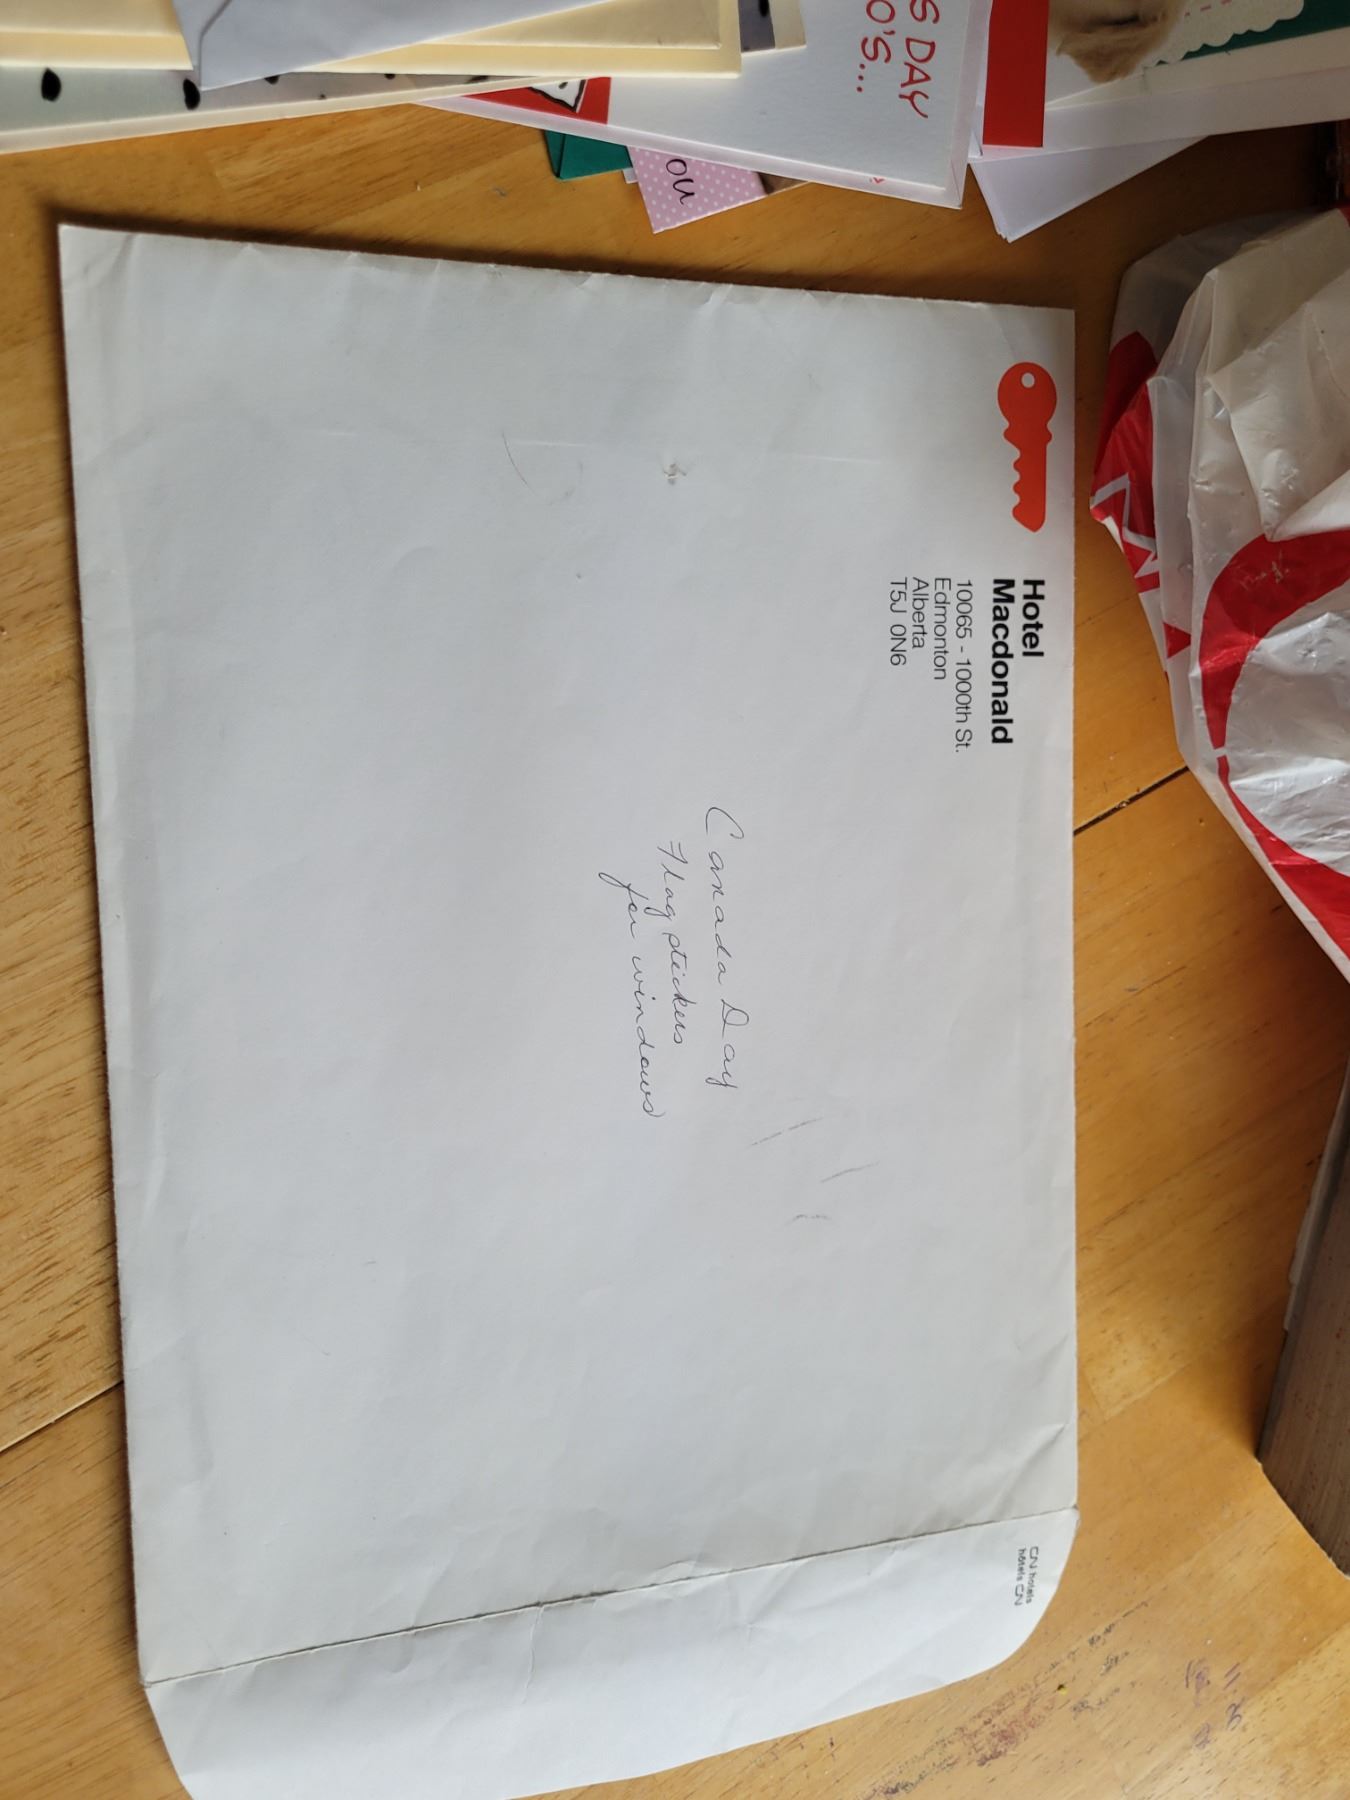 Hotel
Macdonald
10065 - 1000th St.
Edmonton
Alberta
T5J 0N6
Canada Day
Flag stickers
for windows
CN hotels
hôtels CN
S DAY
O'S...
OU